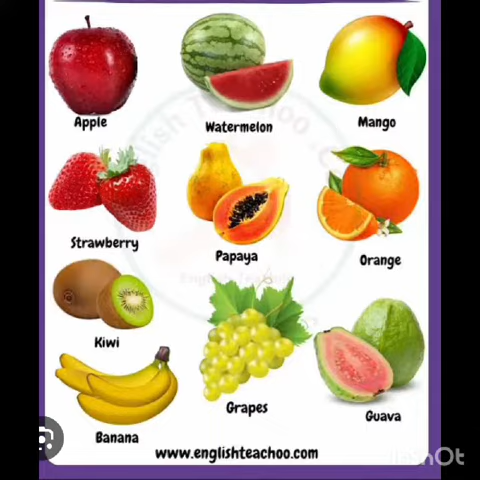 Apple
Watermelon
Mango
Strawberry
Papaya
Orange
Kiwi
Grapes
Banana
Guava
www.englishteachoo.com